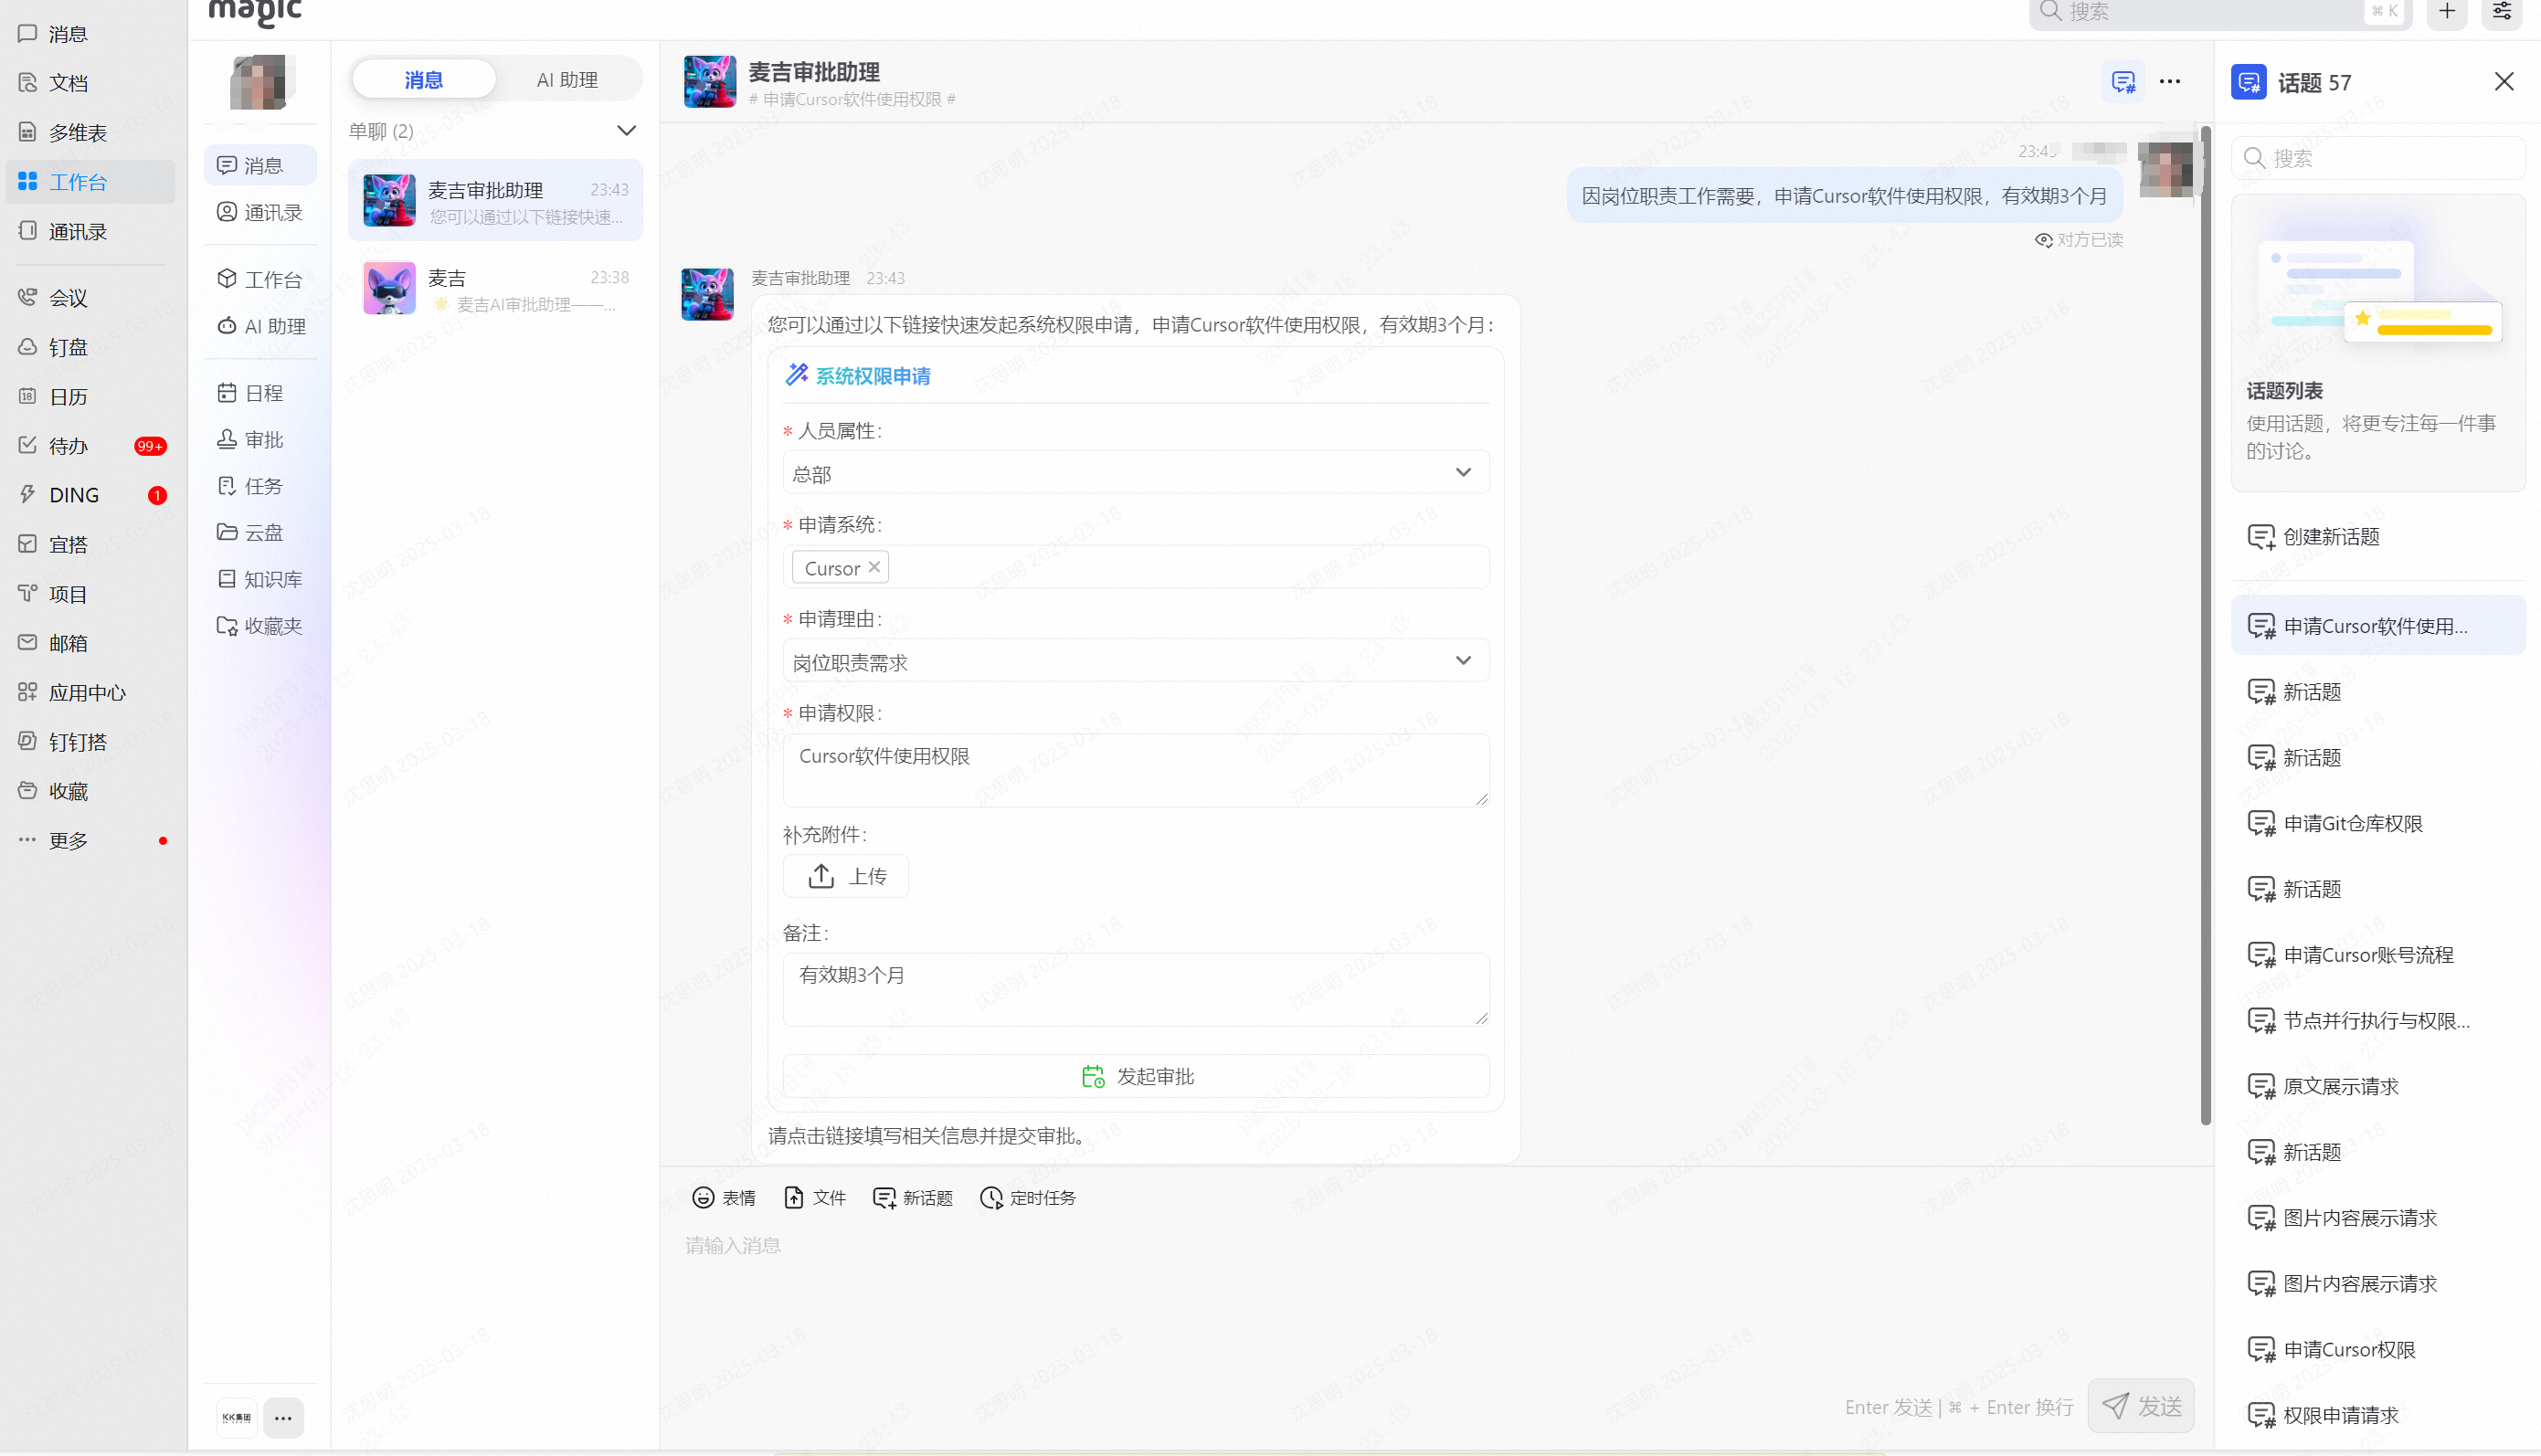 消息
文档
多维表
工作台
通讯录
会议
钉盘
日历
待办 99+
DING 1
宜搭
项目
邮箱
应用中心
钉钉搭
收藏
更多
magic
搜索 ⌘ K
消息
通讯录
工作台
AI 助理
日程
审批
任务
云盘
知识库
收藏夹
KK集团
消息 AI 助理
单聊 (2)
麦吉审批助理 23:43
您可以通过以下链接快速...
麦吉 23:38
麦吉AI审批助理——...
麦吉审批助理
# 申请Cursor软件使用权限 #
因岗位职责工作需要，申请Cursor软件使用权限，有效期3个月
对方已读
麦吉审批助理 23:43
您可以通过以下链接快速发起系统权限申请，申请Cursor软件使用权限，有效期3个月：
系统权限申请
* 人员属性：
总部
* 申请系统：
Cursor
* 申请理由：
岗位职责需求
* 申请权限：
Cursor软件使用权限
补充附件：
上传
备注：
有效期3个月
发起审批
请点击链接填写相关信息并提交审批。
表情 文件 新话题 定时任务
请输入消息
Enter 发送 | ⌘ + Enter 换行 发送
话题 57
搜索
话题列表
使用话题，将更专注每一件事
的讨论。
创建新话题
申请Cursor软件使用...
新话题
新话题
申请Git仓库权限
新话题
申请Cursor账号流程
节点并行执行与权限...
原文展示请求
新话题
图片内容展示请求
图片内容展示请求
申请Cursor权限
权限申请请求
沈思明 2025-03-18